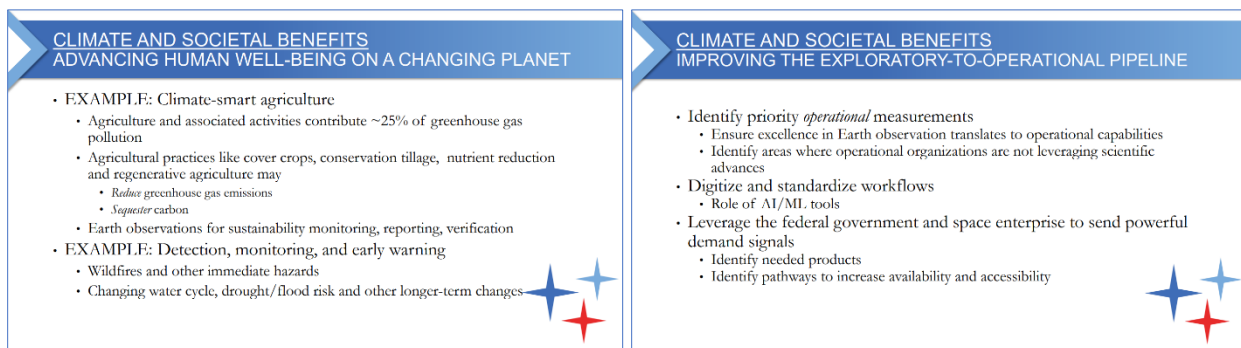 CLIMATE AND SOCIETAL BENEFITS
ADVANCING HUMAN WELL-BEING ON A CHANGING PLANET
• EXAMPLE: Climate-smart agriculture
• Agriculture and associated activities contribute ~25% of greenhouse gas
pollution
• Agricultural practices like cover crops, conservation tillage, nutrient reduction
and regenerative agriculture may
• Reduce greenhouse gas emissions
• Sequester carbon
• Earth observations for sustainability monitoring, reporting, verification
• EXAMPLE: Detection, monitoring, and early warning
• Wildfires and other immediate hazards
• Changing water cycle, drought/flood risk and other longer-term changes
CLIMATE AND SOCIETAL BENEFITS
IMPROVING THE EXPLORATORY-TO-OPERATIONAL PIPELINE
• Identify priority operational measurements
• Ensure excellence in Earth observation translates to operational capabilities
• Identify areas where operational organizations are not leveraging scientific
advances
• Digitize and standardize workflows
• Role of AI/ML tools
• Leverage the federal government and space enterprise to send powerful
demand signals
• Identify needed products
• Identify pathways to increase availability and accessibility